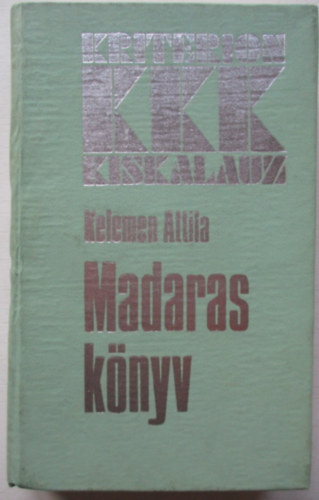 KRITERION
KKK
KISKALAUZ
Kelemen Attila
Madaras
könyv